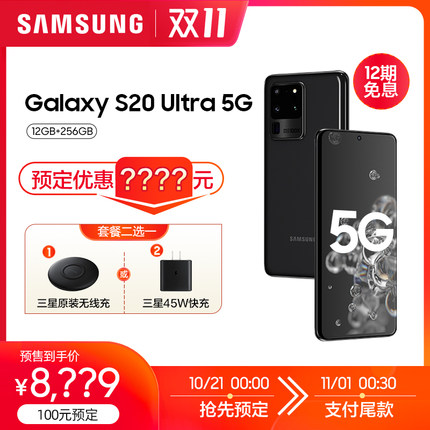 SAMSUNG 双11
12期
免息
Galaxy S20 Ultra 5G
12GB+256GB
预定优惠????元
套餐二选一
1
或
2
三星原装无线充
三星45W快充
SAMSUNG
5G
预售到手价
¥8,??9
100元预定
10/21 00:00
抢先预定
11/01 00:30
支付尾款